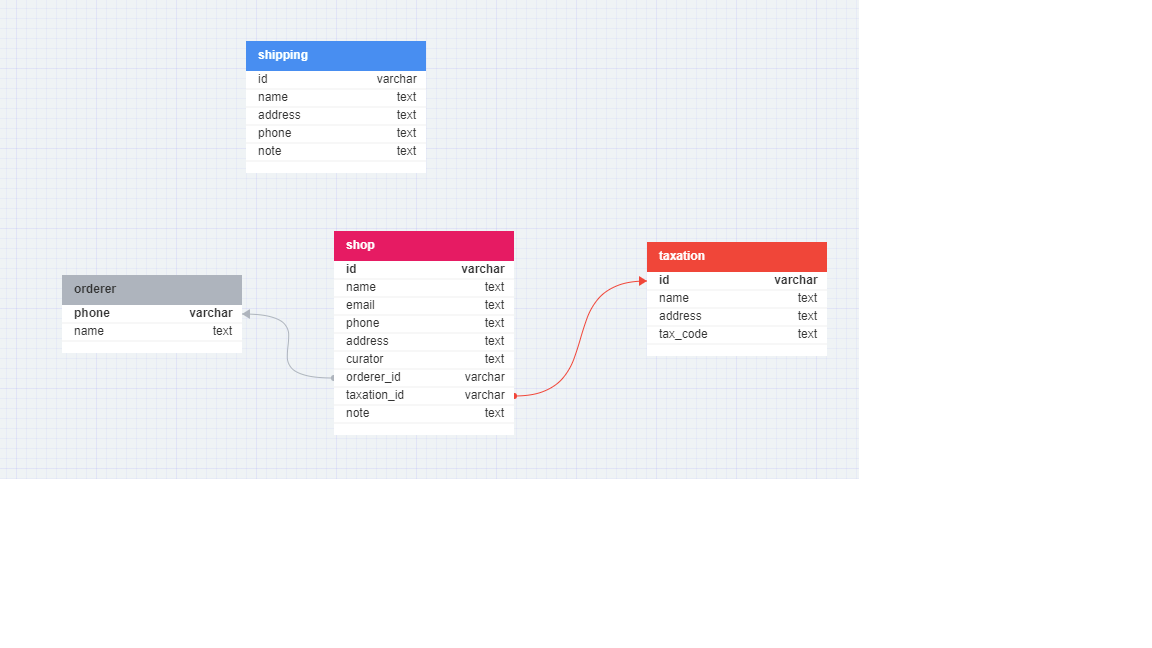 shipping
id varchar
name text
address text
phone text
note text
shop
id varchar
name text
email text
phone text
address text
curator text
orderer_id varchar
taxation_id varchar
note text
taxation
id varchar
name text
address text
tax_code text
orderer
phone varchar
name text